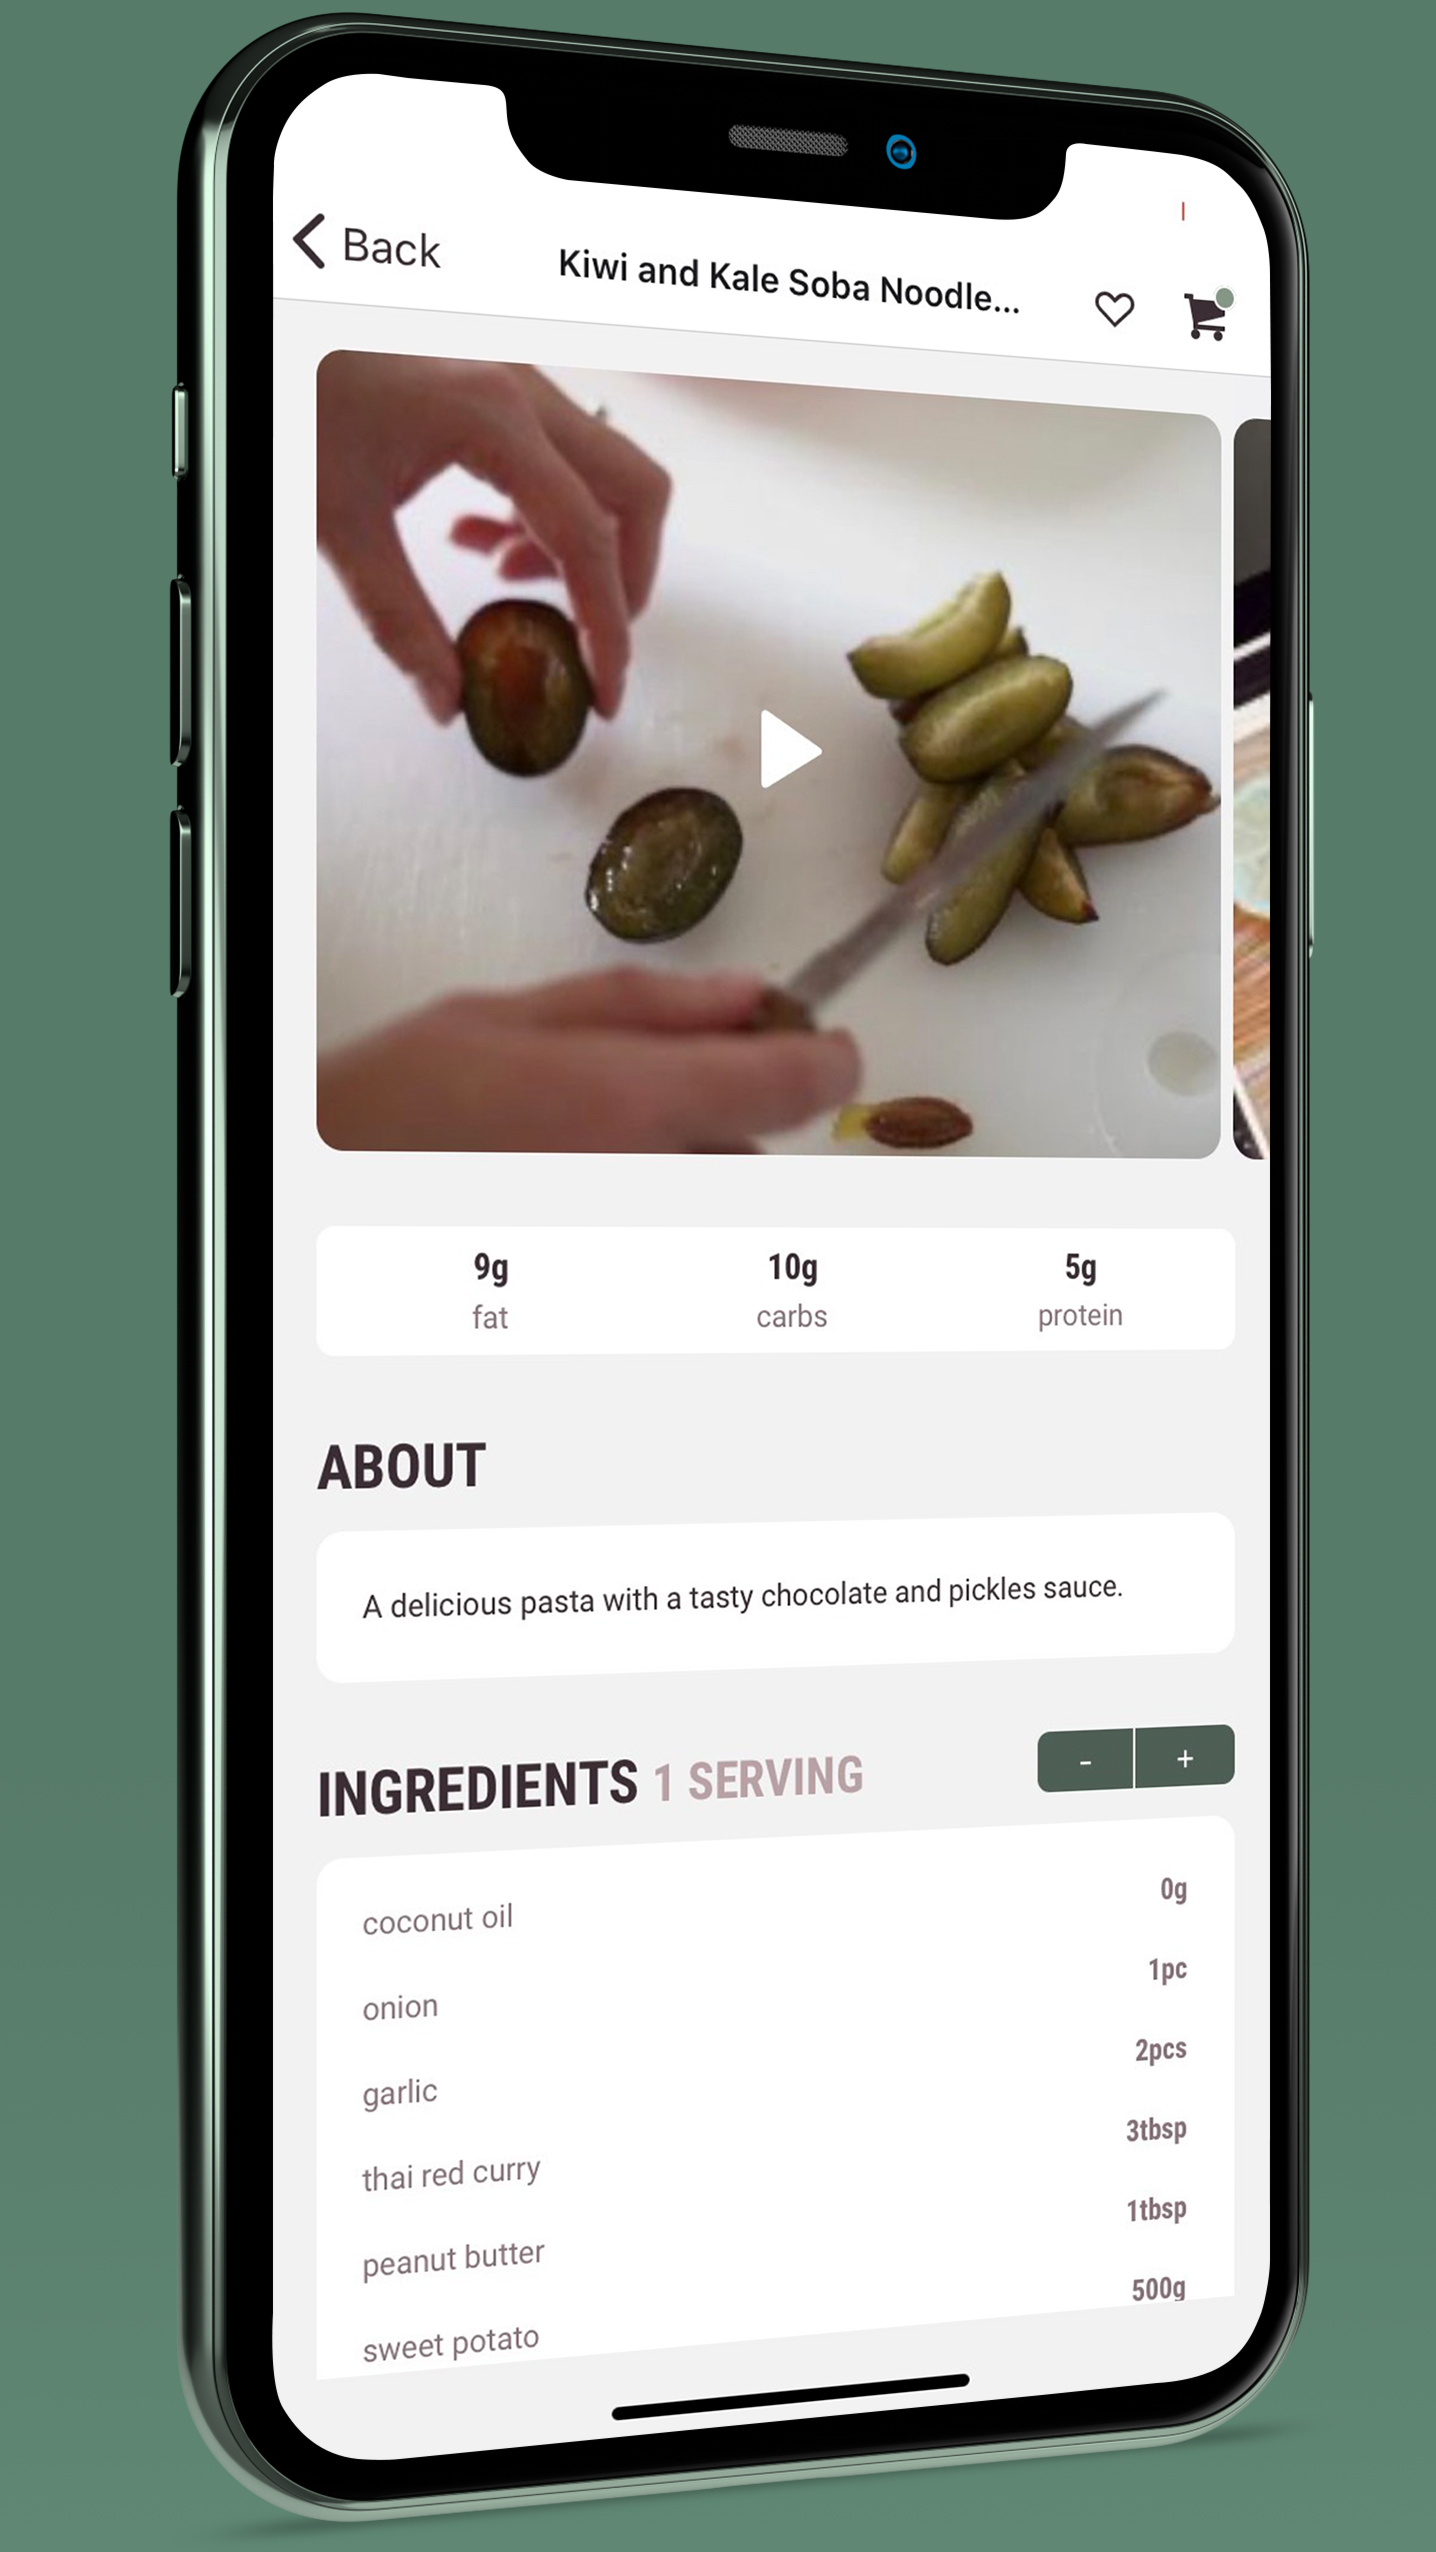 Back
Kiwi and Kale Soba Noodle...
9g
10g
5g
fat
carbs
protein
ABOUT
A delicious pasta with a tasty chocolate and pickles sauce.
INGREDIENTS 1 SERVING
- +
coconut oil 0g
onion 1pc
garlic 2pcs
thai red curry 3tbsp
peanut butter 1tbsp
sweet potato 500g